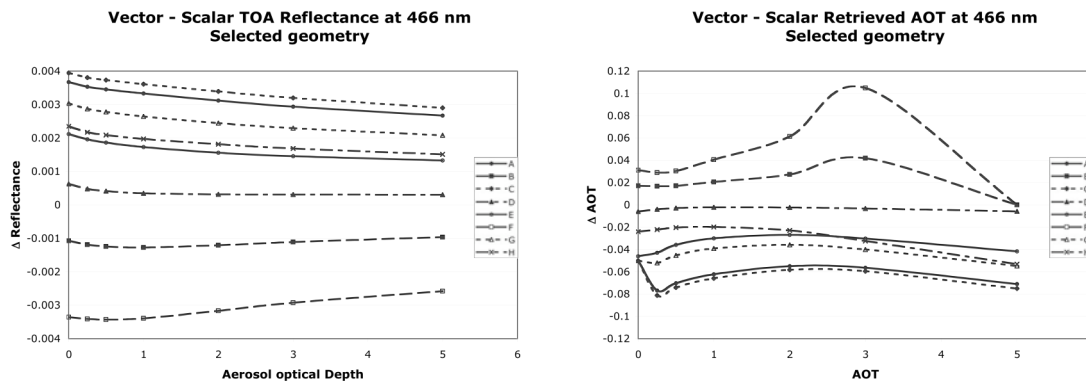 Vector - Scalar TOA Reflectance at 466 nm
Selected geometry
0.004
0.003
0.002
0.001
0
-0.001
-0.002
-0.003
-0.004
Δ Reflectance
0
1
2
3
4
5
6
Aerosol optical Depth
A
B
C
D
E
F
G
H
Vector - Scalar Retrieved AOT at 466 nm
Selected geometry
0.12
0.1
0.08
0.06
0.04
0.02
0
-0.02
-0.04
-0.06
-0.08
-0.1
-0.12
Δ AOT
0
1
2
3
4
5
AOT